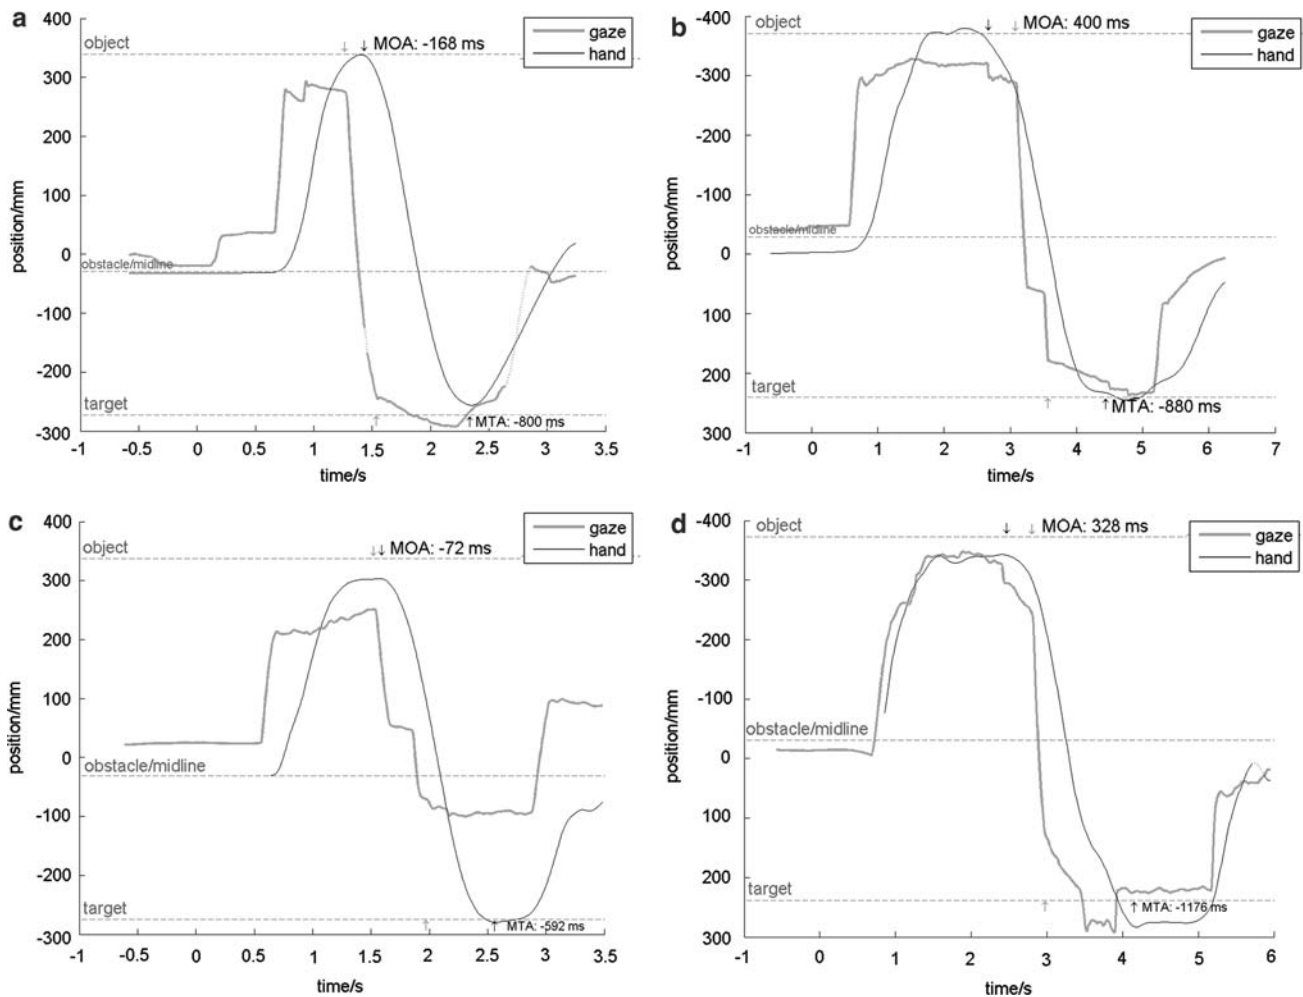 a
400
300
200
100
0
-100
-200
-300
position/mm
object
MOA: -168 ms
gaze
hand
obstacle/midline
target
MTA: -800 ms
-1 -0.5 0 0.5 1 1.5 2 2.5 3 3.5
time/s
b
-400
-300
-200
-100
0
100
200
300
position/mm
object
MOA: 400 ms
gaze
hand
obstacle/midline
target
MTA: -880 ms
-1 0 1 2 3 4 5 6 7
time/s
c
400
300
200
100
0
-100
-200
-300
position/mm
object
MOA: -72 ms
gaze
hand
obstacle/midline
target
MTA: -592 ms
-1 -0.5 0 0.5 1 1.5 2 2.5 3 3.5
time/s
d
-400
-300
-200
-100
0
100
200
300
position/mm
object
MOA: 328 ms
gaze
hand
obstacle/midline
target
MTA: -1176 ms
-1 0 1 2 3 4 5 6
time/s